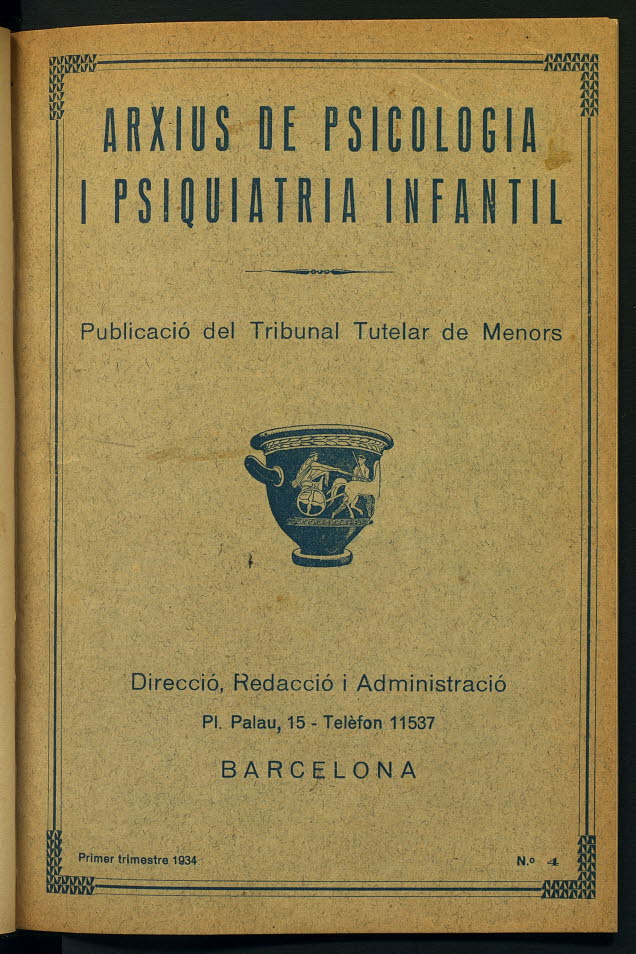 ARXIUS DE PSICOLOGIA
I PSIQUIATRIA INFANTIL
Publicació del Tribunal Tutelar de Menors
Direcció, Redacció i Administració
Pl. Palau, 15 - Telèfon 11537
BARCELONA
Primer trimestre 1934
N.º 4